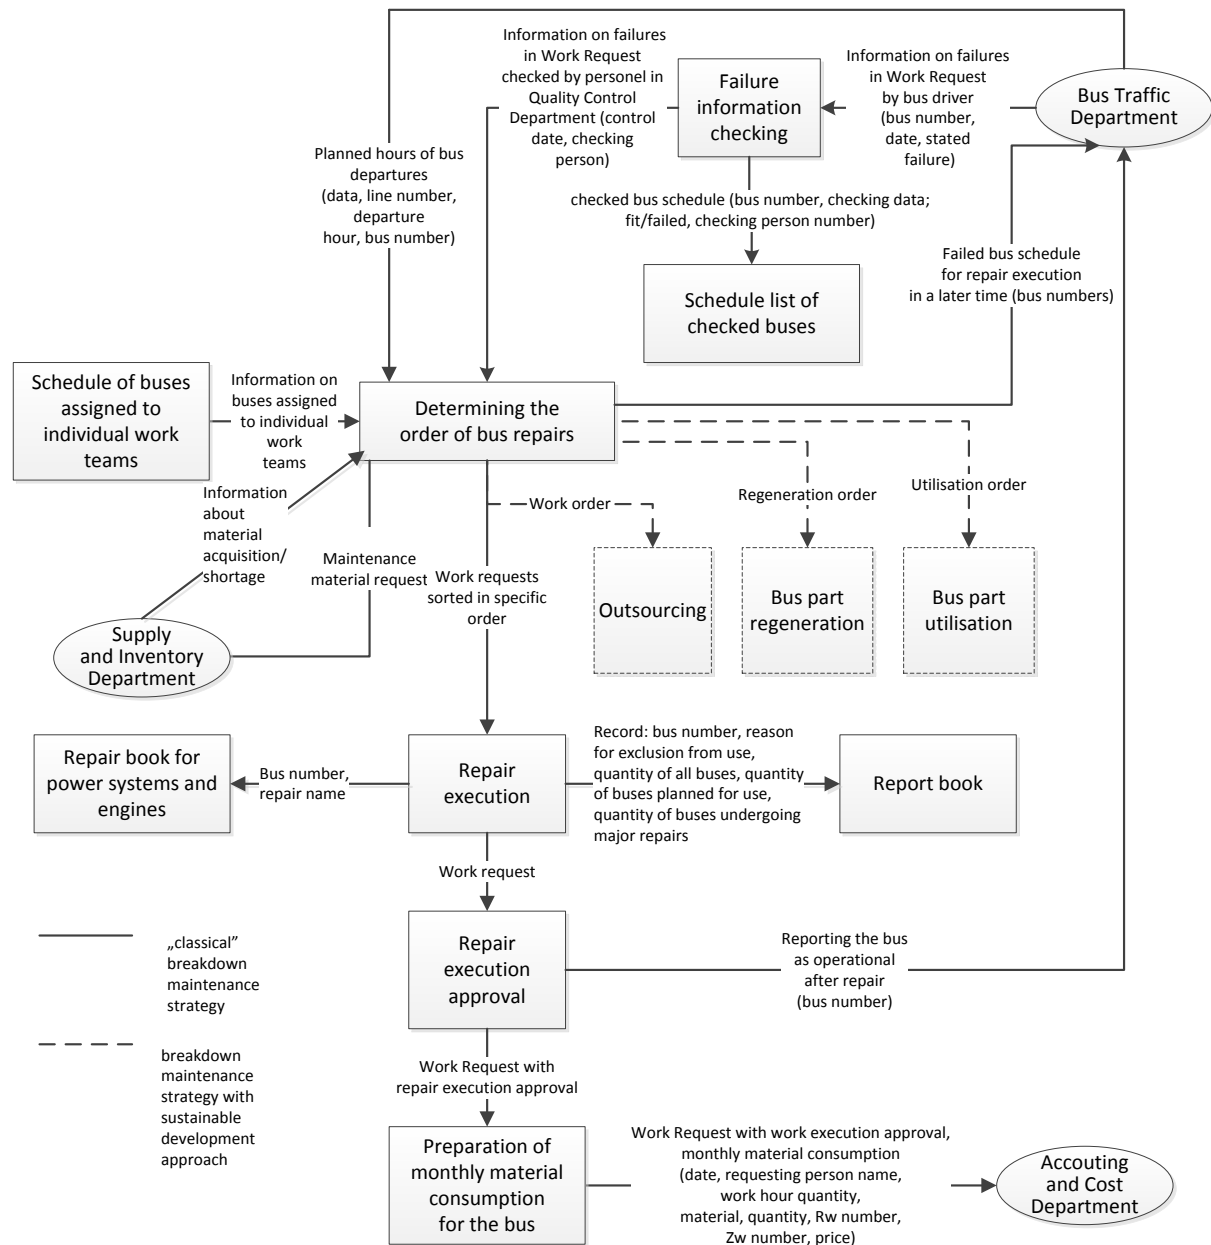 Information on failures
in Work Request
checked by personel in
Quality Control
Department (control
date, checking
person)
Failure
information
checking
Information on failures
in Work Request
by bus driver
(bus number,
date, stated
failure)
Bus Traffic
Department
Planned hours of bus
departures
(data, line number,
departure
hour, bus number)
checked bus schedule (bus number, checking data;
fit/failed, checking person number)
Failed bus schedule
for repair execution
in a later time (bus numbers)
Schedule list of
checked buses
Schedule of buses
assigned to
individual work
teams
Information on
buses assigned
to individual
work
teams
Determining the
order of bus repairs
Information
about
material
acquisition/
shortage
Maintenance
material request
Work requests
sorted in specific
order
Work order
Regeneration order
Utilisation order
Outsourcing
Bus part
regeneration
Bus part
utilisation
Supply
and Inventory
Department
Repair book for
power systems and
engines
Bus number,
repair name
Repair
execution
Record: bus number, reason
for exclusion from use,
quantity of all buses, quantity
of buses planned for use,
quantity of buses undergoing
major repairs
Report book
Work request
Repair
execution
approval
Reporting the bus
as operational
after repair
(bus number)
„classical”
breakdown
maintenance
strategy
breakdown
maintenance
strategy with
sustainable
development
approach
Work Request with
repair execution approval
Preparation of
monthly material
consumption
for the bus
Work Request with work execution approval,
monthly material consumption
(date, requesting person name,
work hour quantity,
material, quantity, Rw number,
Zw number, price)
Accouting
and Cost
Department